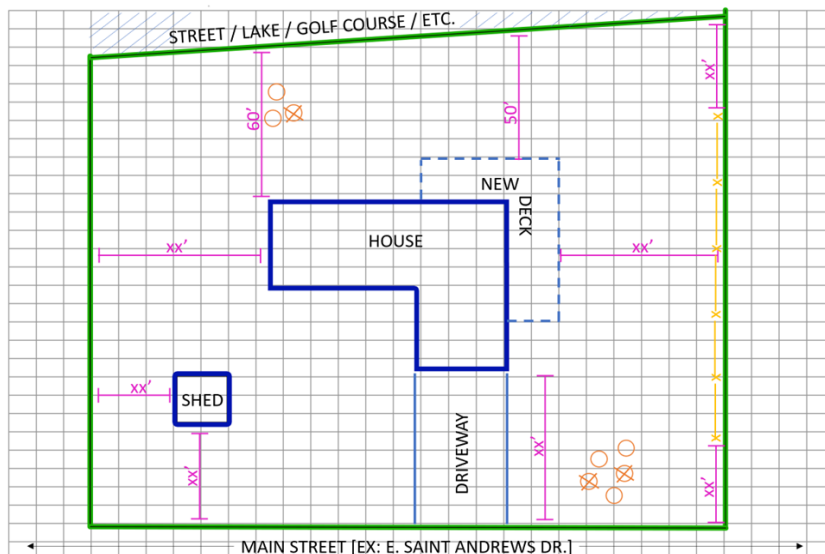 STREET / LAKE / GOLF COURSE / ETC.
xx'
60'
50'
NEW
DECK
HOUSE
xx'
xx'
xx'
SHED
xx'
DRIVEWAY
xx'
xx'
MAIN STREET [EX: E. SAINT ANDREWS DR.]